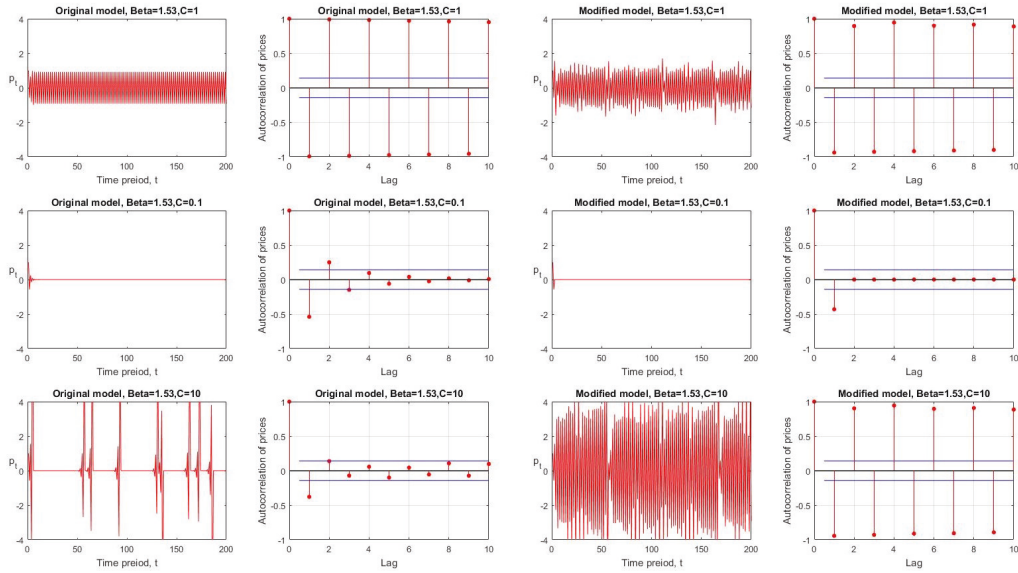 Original model, Beta=1.53,C=1
4
2
p_t
0
-2
-4
0 50 100 150 200
Time preiod, t
Original model, Beta=1.53,C=1
Autocorrelation of prices
1
0.5
0
-0.5
-1
0 2 4 6 8 10
Lag
Modified model, Beta=1.53,C=1
4
2
p_t
0
-2
-4
0 50 100 150 200
Time preiod, t
Modified model, Beta=1.53,C=1
Autocorrelation of prices
1
0.5
0
-0.5
-1
0 2 4 6 8 10
Lag
Original model, Beta=1.53,C=0.1
4
2
p_t
0
-2
-4
0 50 100 150 200
Time preiod, t
Original model, Beta=1.53,C=0.1
Autocorrelation of prices
1
0.5
0
-0.5
-1
0 2 4 6 8 10
Lag
Modified model, Beta=1.53,C=0.1
4
2
p_t
0
-2
-4
0 50 100 150 200
Time preiod, t
Modified model, Beta=1.53,C=0.1
Autocorrelation of prices
1
0.5
0
-0.5
-1
0 2 4 6 8 10
Lag
Original model, Beta=1.53,C=10
4
2
p_t
0
-2
-4
0 50 100 150 200
Time preiod, t
Original model, Beta=1.53,C=10
Autocorrelation of prices
1
0.5
0
-0.5
-1
0 2 4 6 8 10
Lag
Modified model, Beta=1.53,C=10
4
2
p_t
0
-2
-4
0 50 100 150 200
Time preiod, t
Modified model, Beta=1.53,C=10
Autocorrelation of prices
1
0.5
0
-0.5
-1
0 2 4 6 8 10
Lag